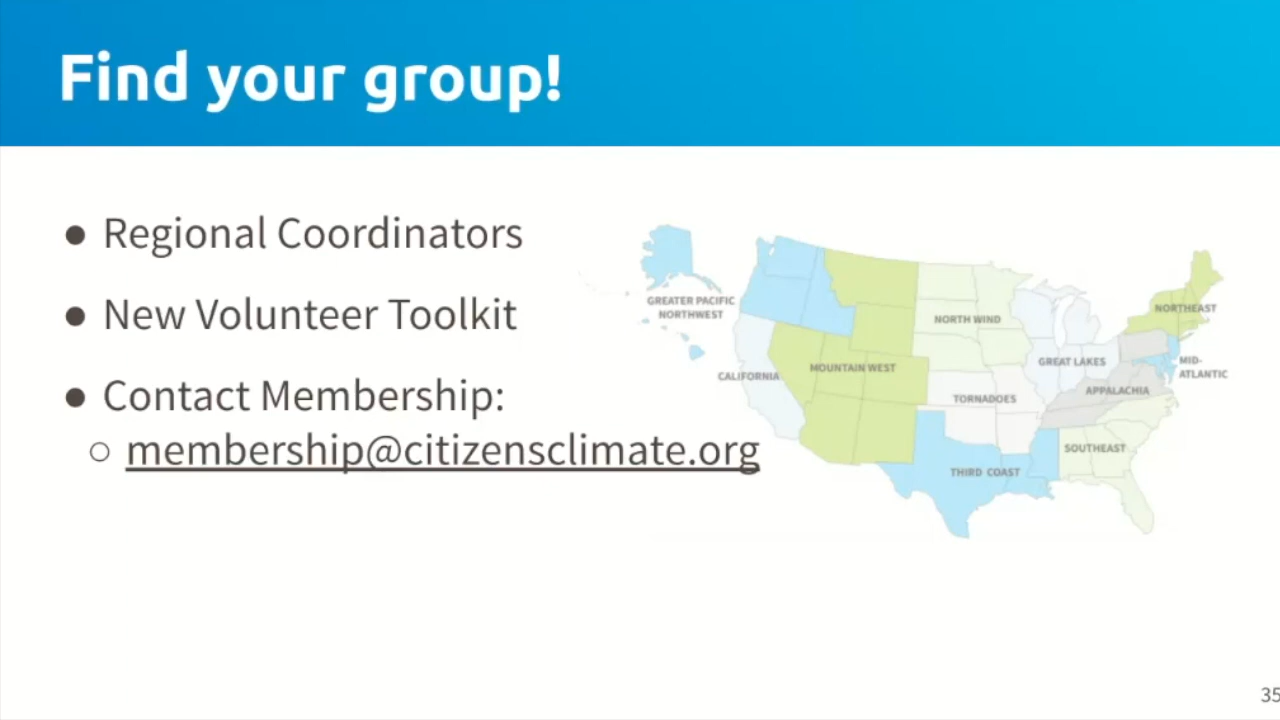 Find your group!
● Regional Coordinators
● New Volunteer Toolkit
● Contact Membership:
○ membership@citizensclimate.org
GREATER PACIFIC
NORTHWEST
NORTHEAST
NORTH WIND
GREAT LAKES
MID-
ATLANTIC
MOUNTAIN WEST
CALIFORNIA
APPALACHIA
TORNADOES
SOUTHEAST
THIRD COAST
35